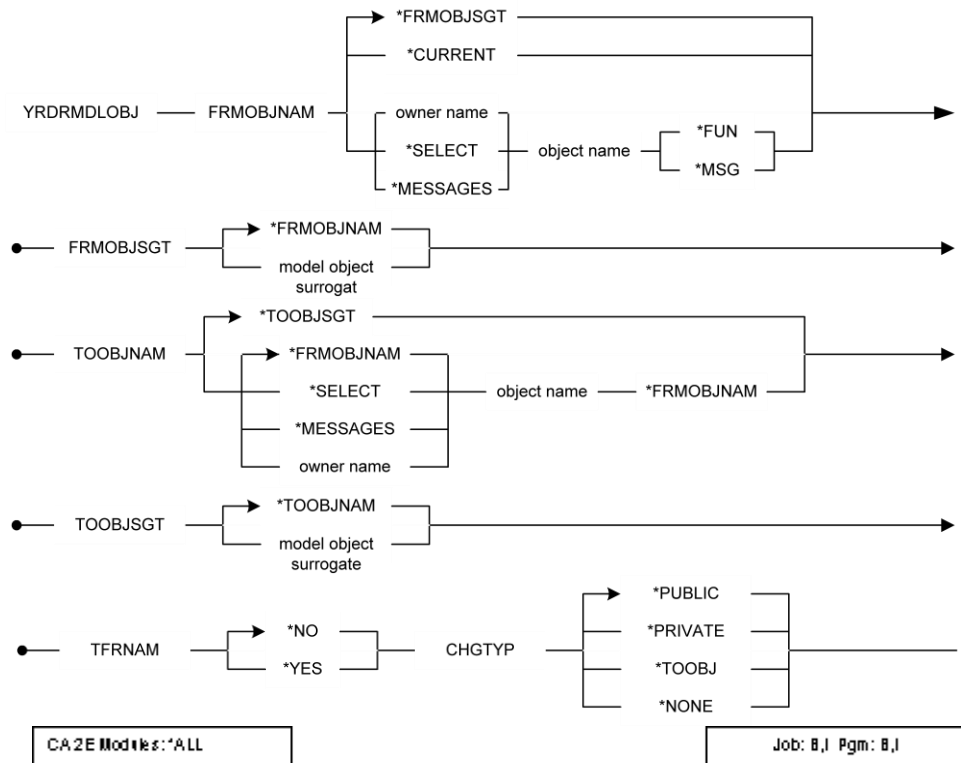 *FRMOBJSGT
*CURRENT
YRDRMDLOBJ FRMOBJNAM
owner name
*SELECT
*MESSAGES
object name
*FUN
*MSG
FRMOBJSGT
*FRMOBJNAM
model object
surrogat
*TOOBJSGT
TOOBJNAM
*FRMOBJNAM
*SELECT
*MESSAGES
owner name
object name
*FRMOBJNAM
TOOBJSGT
*TOOBJNAM
model object
surrogate
TFRNAM
*NO
*YES
CHGTYP
*PUBLIC
*PRIVATE
*TOOBJ
*NONE
CA 2E Modules: *ALL
Job: B,I Pgm: B,I